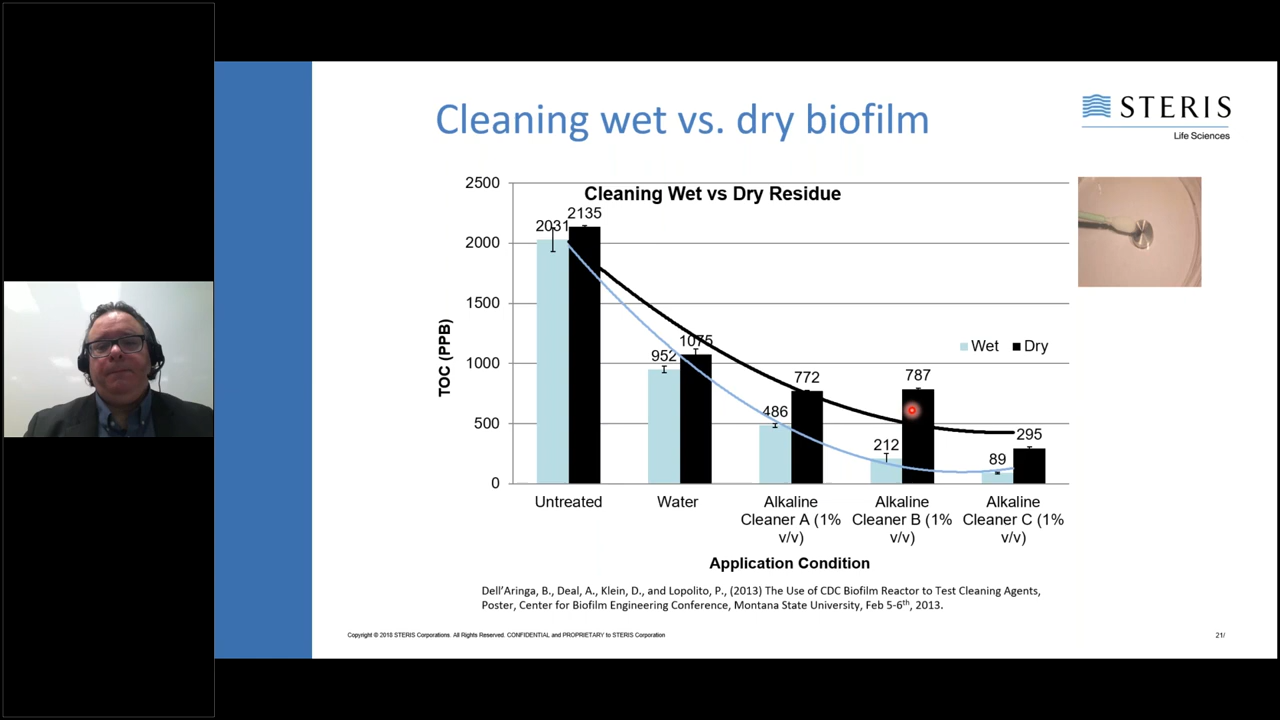 Cleaning wet vs. dry biofilm
STERIS
Life Sciences
Cleaning Wet vs Dry Residue
TOC (PPB)
2500
2000
1500
1000
500
0
2031
2135
952
1075
486
772
212
787
89
295
Wet
Dry
Untreated
Water
Alkaline
Cleaner A (1%
v/v)
Alkaline
Cleaner B (1%
v/v)
Alkaline
Cleaner C (1%
v/v)
Application Condition
Dell'Aringa, B., Deal, A., Klein, D., and Lopolito, P., (2013) The Use of CDC Biofilm Reactor to Test Cleaning Agents,
Poster, Center for Biofilm Engineering Conference, Montana State University, Feb 5-6th, 2013.
Copyright © 2018 STERIS Corporations. All Rights Reserved. CONFIDENTIAL and PROPRIETARY to STERIS Corporation
21/